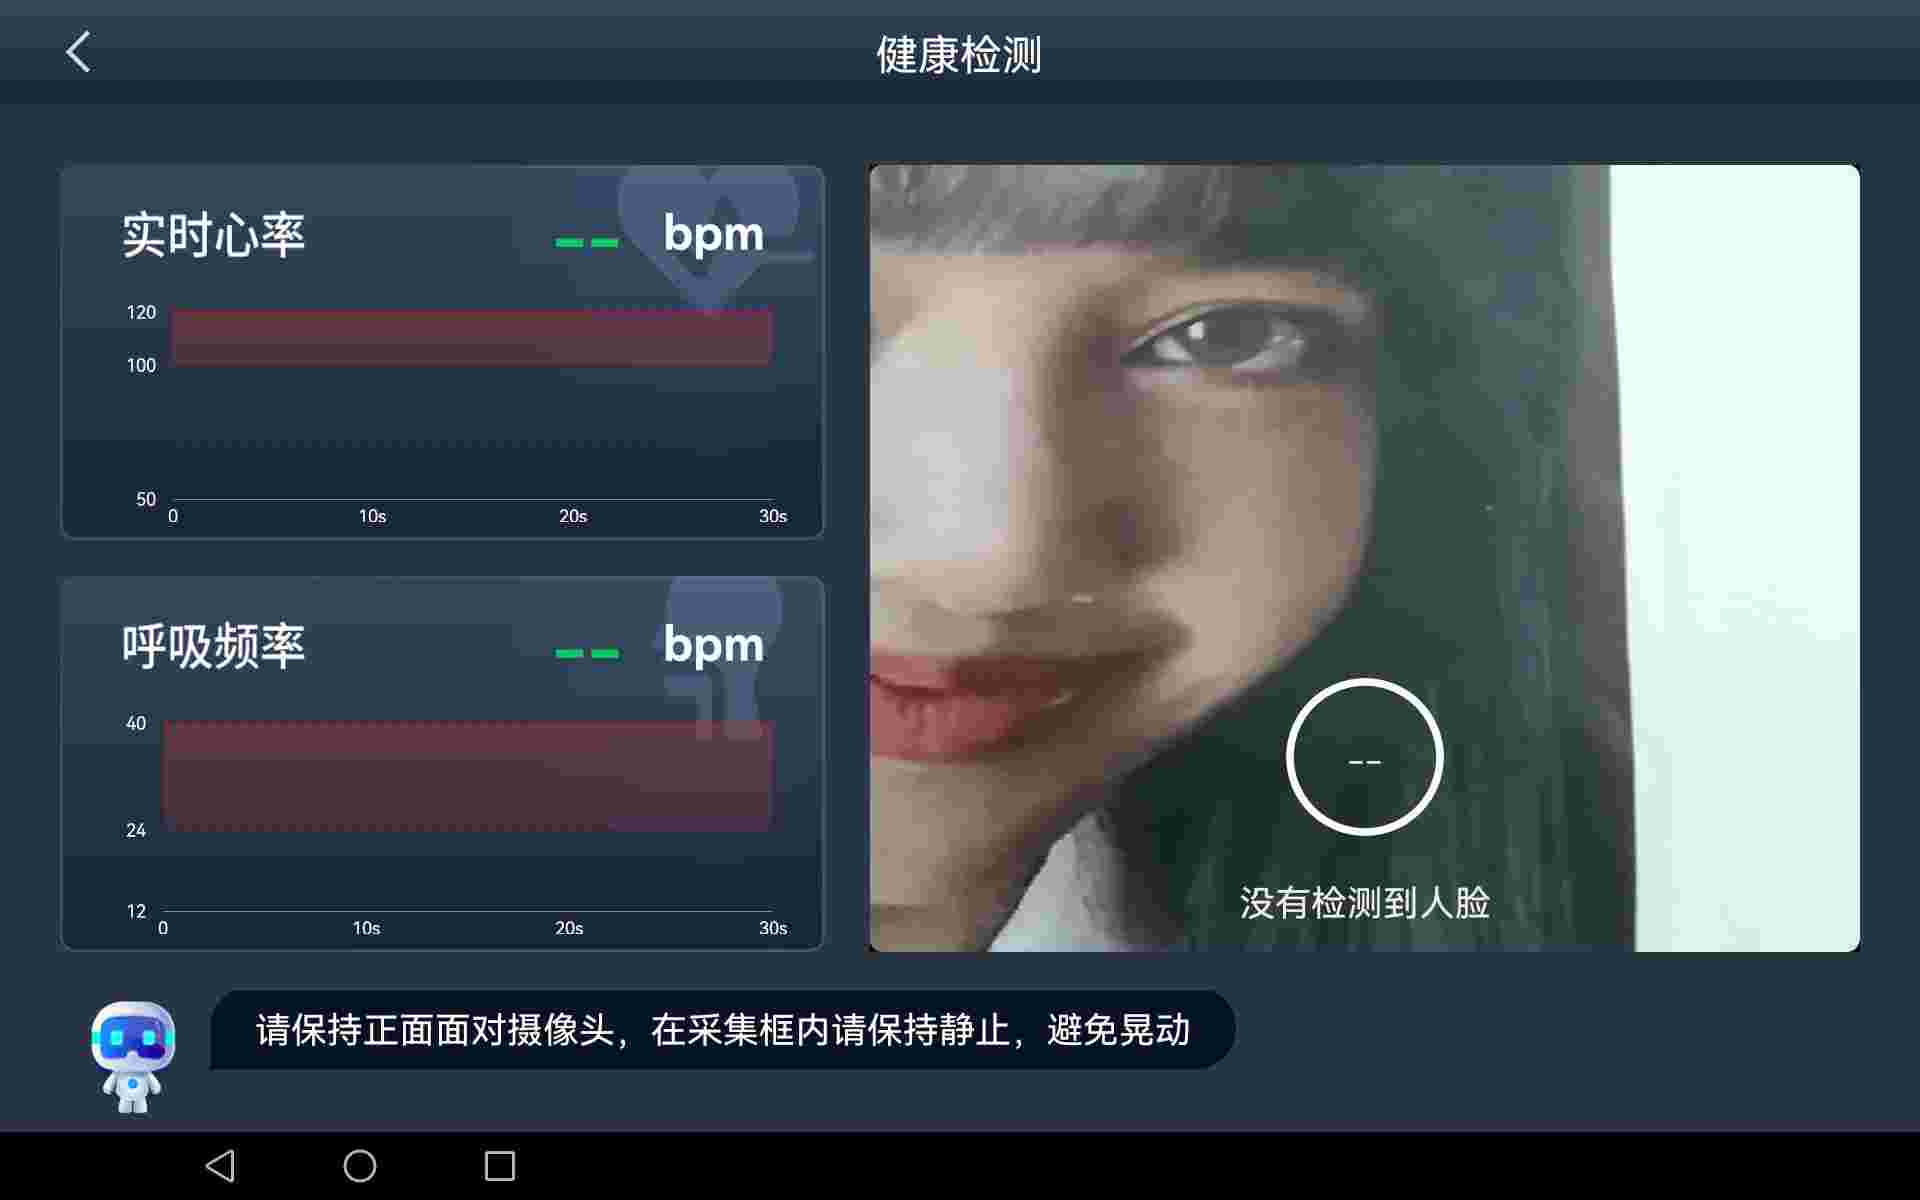 健康检测
实时心率 -- bpm
120
100
50
0 10s 20s 30s
呼吸频率 -- bpm
40
24
12
0 10s 20s 30s
--
没有检测到人脸
请保持正面面对摄像头，在采集框内请保持静止，避免晃动